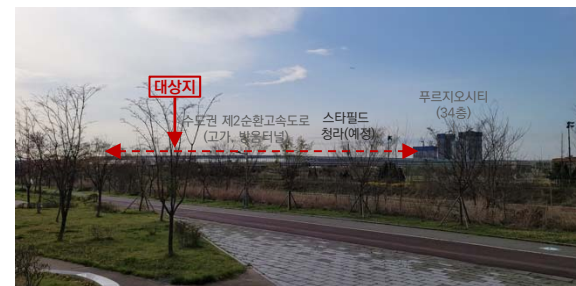 대상지
수도권 제2순환고속도로
(고가, 방음터널)
스타필드
청라(예정)
푸르지오시티
(34층)